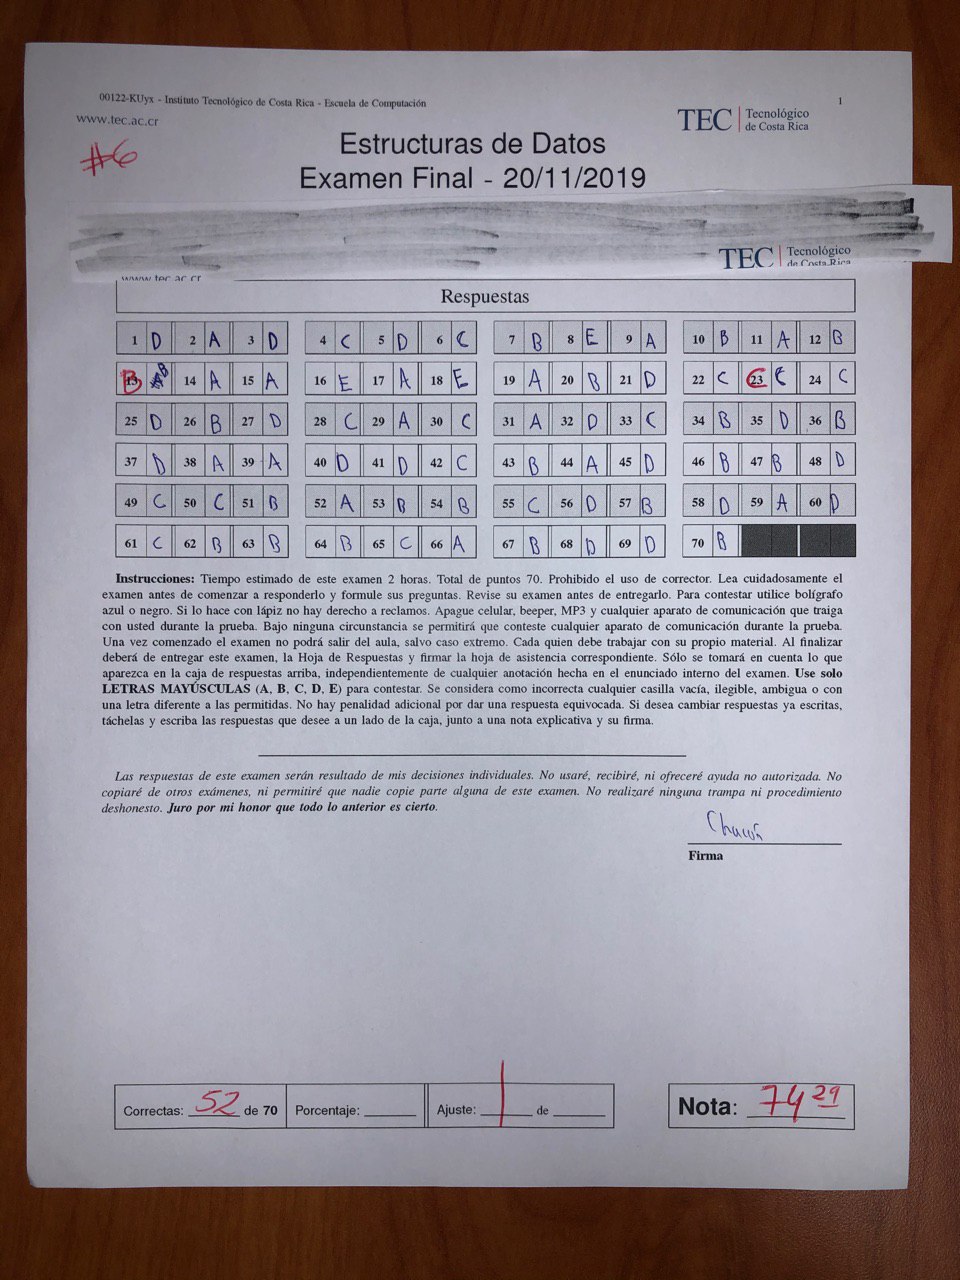 00122-KUyx - Instituto Tecnológico de Costa Rica - Escuela de Computación 1
www.tec.ac.cr
TEC Tecnológico de Costa Rica
#6
Estructuras de Datos
Examen Final - 20/11/2019
TEC Tecnológico de Costa Rica
www.tec.ac.cr
Respuestas
1 D 2 A 3 D 4 C 5 D 6 C 7 B 8 E 9 A 10 B 11 A 12 B
B 13 B 14 A 15 A 16 E 17 A 18 E 19 A 20 B 21 D 22 C C 23 C 24 C
25 D 26 B 27 D 28 C 29 A 30 C 31 A 32 D 33 C 34 B 35 D 36 B
37 D 38 A 39 A 40 D 41 D 42 C 43 B 44 A 45 D 46 B 47 B 48 D
49 C 50 C 51 B 52 A 53 B 54 B 55 C 56 D 57 B 58 D 59 A 60 D
61 C 62 B 63 B 64 B 65 C 66 A 67 B 68 D 69 D 70 B
Instrucciones: Tiempo estimado de este examen 2 horas. Total de puntos 70. Prohibido el uso de corrector. Lea cuidadosamente el
examen antes de comenzar a responderlo y formule sus preguntas. Revise su examen antes de entregarlo. Para contestar utilice bolígrafo
azul o negro. Si lo hace con lápiz no hay derecho a reclamos. Apague celular, beeper, MP3 y cualquier aparato de comunicación que traiga
con usted durante la prueba. Bajo ninguna circunstancia se permitirá que conteste cualquier aparato de comunicación durante la prueba.
Una vez comenzado el examen no podrá salir del aula, salvo caso extremo. Cada quien debe trabajar con su propio material. Al finalizar
deberá de entregar este examen, la Hoja de Respuestas y firmar la hoja de asistencia correspondiente. Sólo se tomará en cuenta lo que
aparezca en la caja de respuestas arriba, independientemente de cualquier anotación hecha en el enunciado interno del examen. Use solo
LETRAS MAYÚSCULAS (A, B, C, D, E) para contestar. Se considera como incorrecta cualquier casilla vacía, ilegible, ambigua o con
una letra diferente a las permitidas. No hay penalidad adicional por dar una respuesta equivocada. Si desea cambiar respuestas ya escritas,
táchelas y escriba las respuestas que desee a un lado de la caja, junto a una nota explicativa y su firma.
Las respuestas de este examen serán resultado de mis decisiones individuales. No usaré, recibiré, ni ofreceré ayuda no autorizada. No
copiaré de otros exámenes, ni permitiré que nadie copie parte alguna de este examen. No realizaré ninguna trampa ni procedimiento
deshonesto. Juro por mi honor que todo lo anterior es cierto.
Firma
Correctas: 52 de 70 Porcentaje: Ajuste: de Nota: 74 29